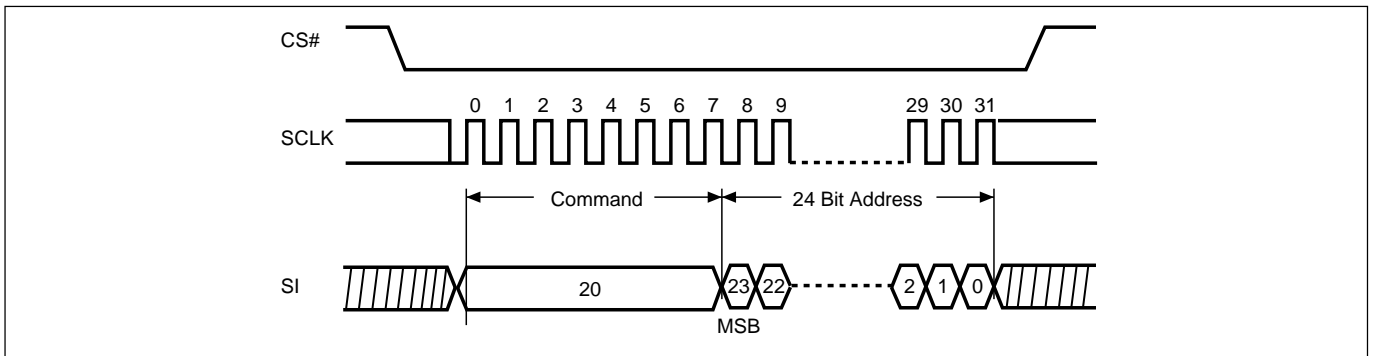 CS#
0 1 2 3 4 5 6 7 8 9 29 30 31
SCLK
Command 24 Bit Address
SI 20 23 22 2 1 0
MSB